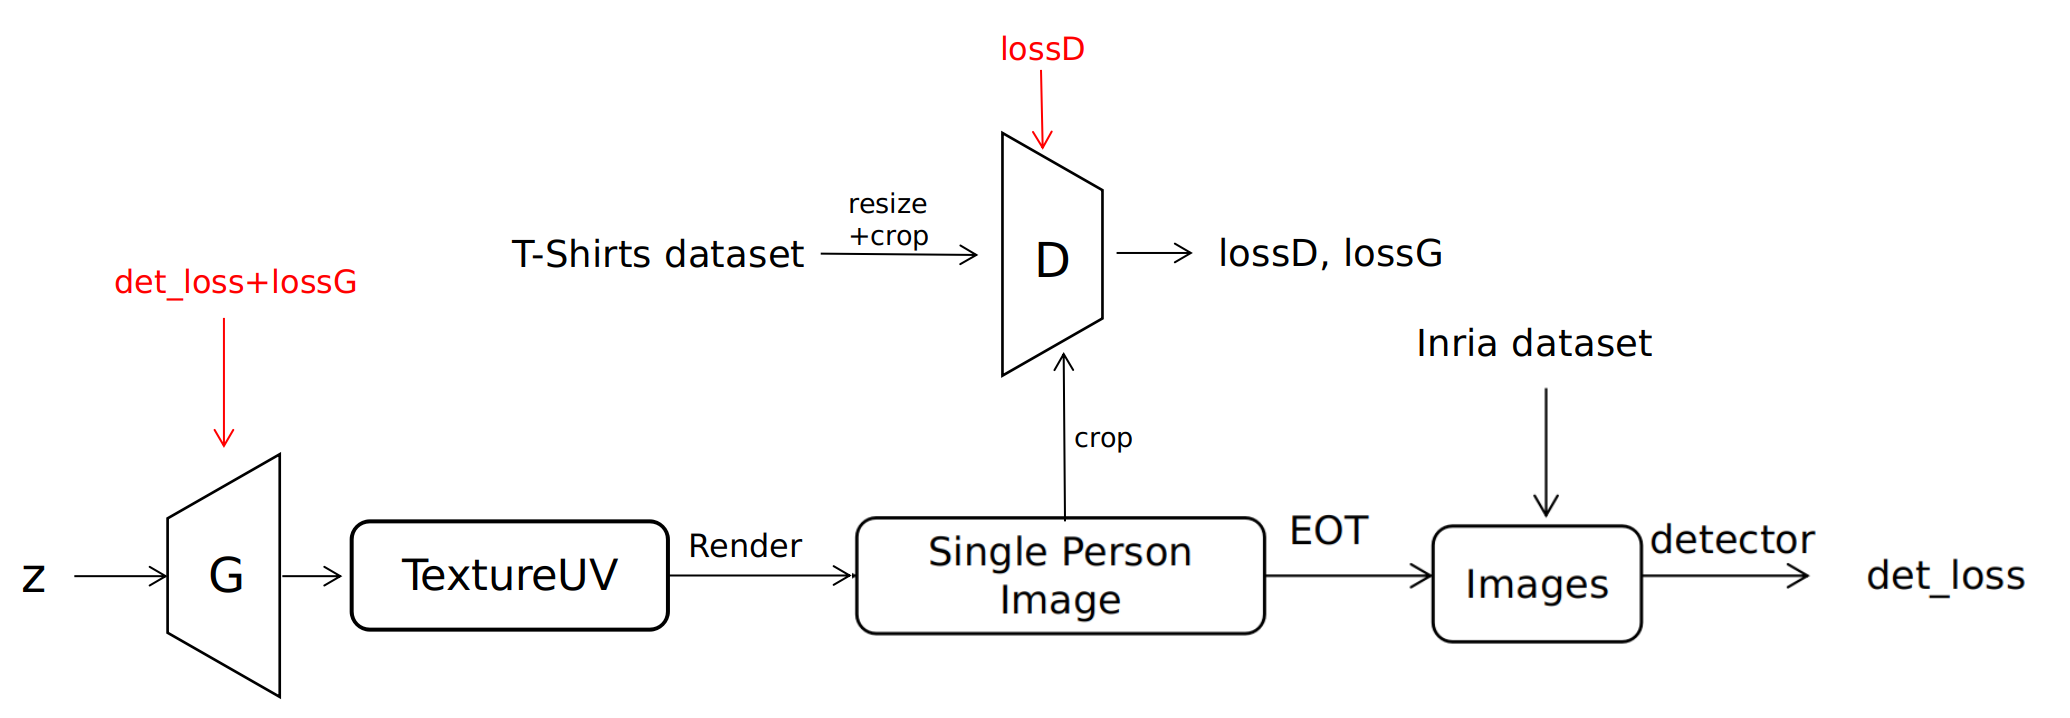 lossD
resize
+crop
T-Shirts dataset
D
lossD, lossG
det_loss+lossG
Inria dataset
crop
z
G
TextureUV
Render
Single Person
Image
EOT
Images
detector
det_loss